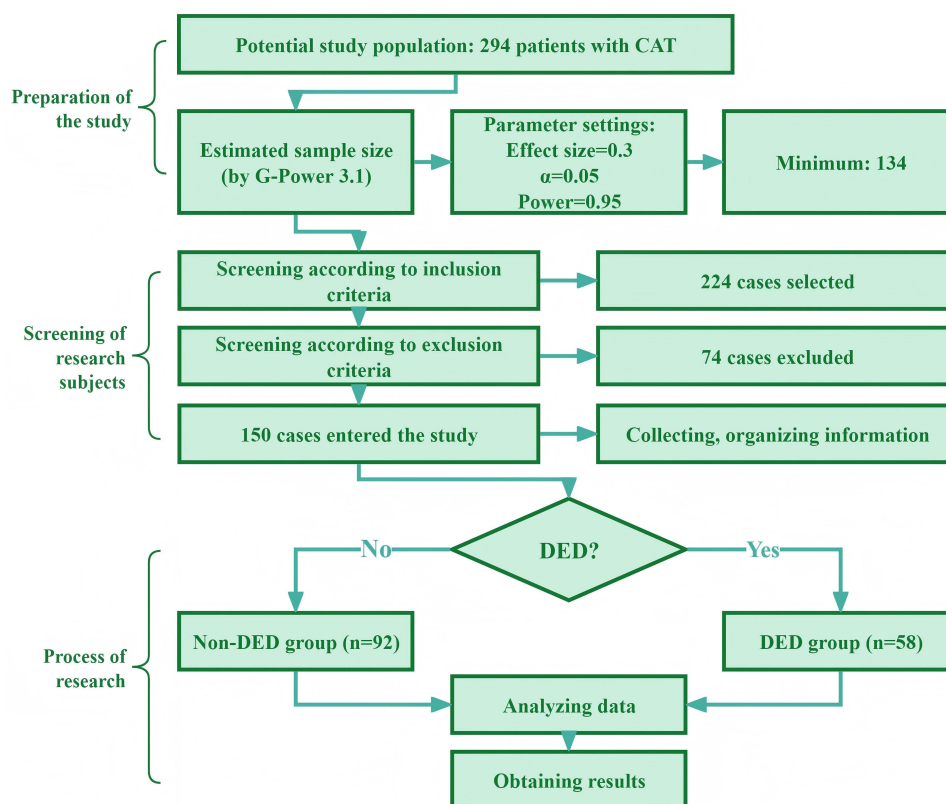 Potential study population: 294 patients with CAT
Preparation of
the study
Estimated sample size
(by G-Power 3.1)
Parameter settings:
Effect size=0.3
α=0.05
Power=0.95
Minimum: 134
Screening of
research
subjects
Screening according to inclusion
criteria
224 cases selected
Screening according to exclusion
criteria
74 cases excluded
150 cases entered the study
Collecting, organizing information
DED?
No
Yes
Process of
research
Non-DED group (n=92)
DED group (n=58)
Analyzing data
Obtaining results